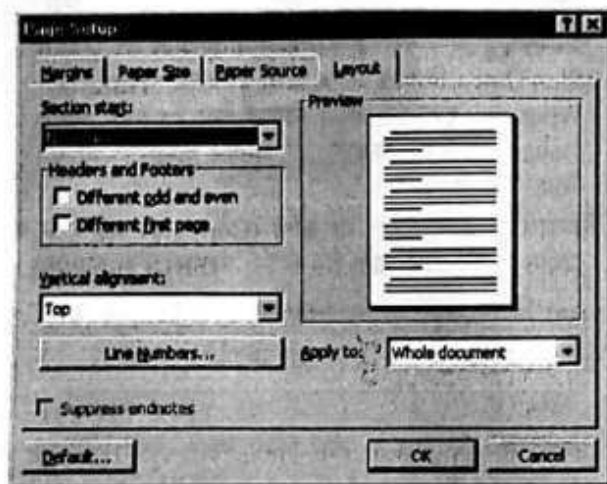 Page Setup
Margins Paper Size Paper Source Layout
Section start:
Preview
Headers and Footers
Different odd and even
Different first page
Vertical alignment:
Top
Line Numbers...
Apply to: Whole document
Suppress endnotes
Default... OK Cancel